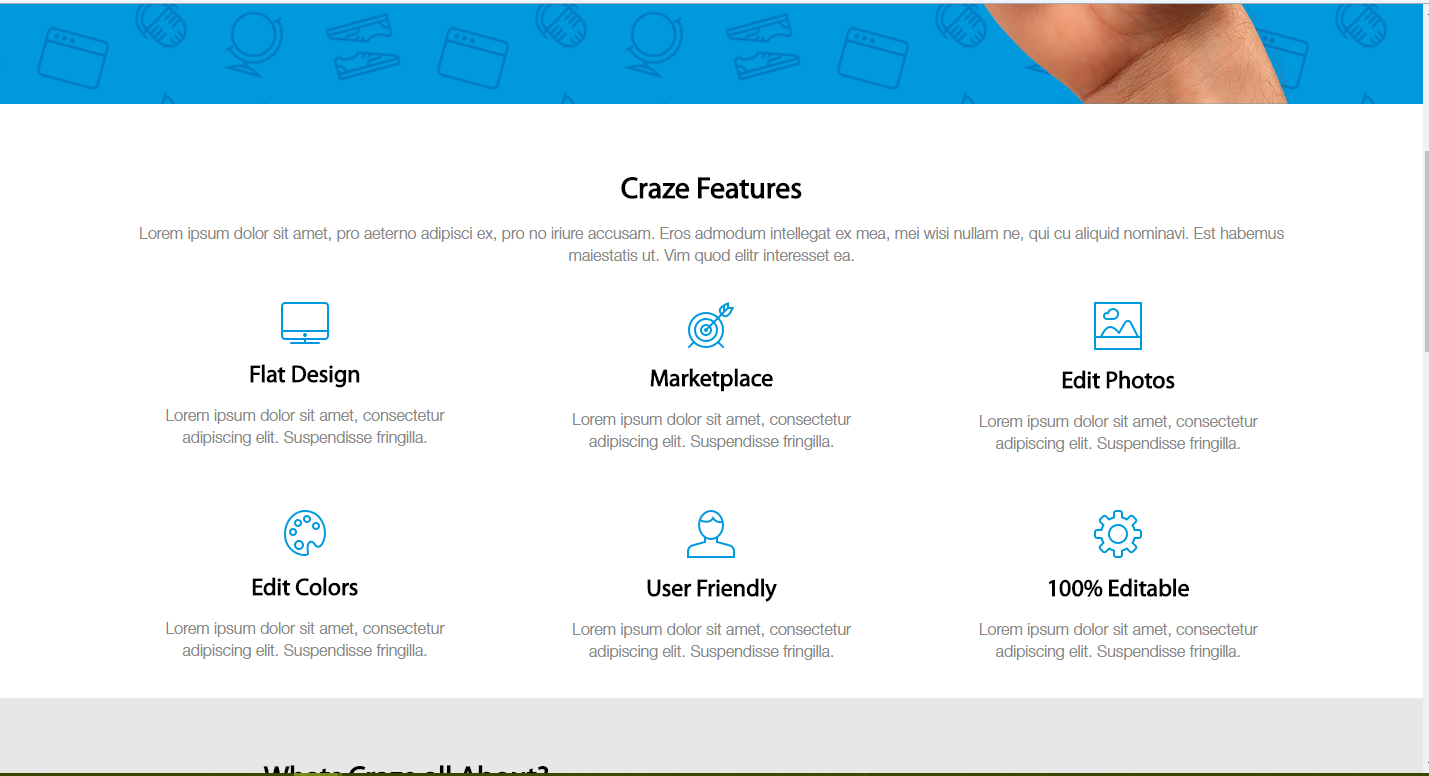 Craze Features
Lorem ipsum dolor sit amet, pro aeterno adipisci ex, pro no iriure accusam. Eros admodum intellegat ex mea, mei wisi nullam ne, qui cu aliquid nominavi. Est habemus
maiestatis ut. Vim quod elitr interesset ea.
Flat Design
Lorem ipsum dolor sit amet, consectetur
adipiscing elit. Suspendisse fringilla.
Marketplace
Lorem ipsum dolor sit amet, consectetur
adipiscing elit. Suspendisse fringilla.
Edit Photos
Lorem ipsum dolor sit amet, consectetur
adipiscing elit. Suspendisse fringilla.
Edit Colors
Lorem ipsum dolor sit amet, consectetur
adipiscing elit. Suspendisse fringilla.
User Friendly
Lorem ipsum dolor sit amet, consectetur
adipiscing elit. Suspendisse fringilla.
100% Editable
Lorem ipsum dolor sit amet, consectetur
adipiscing elit. Suspendisse fringilla.
Whats Craze all About?